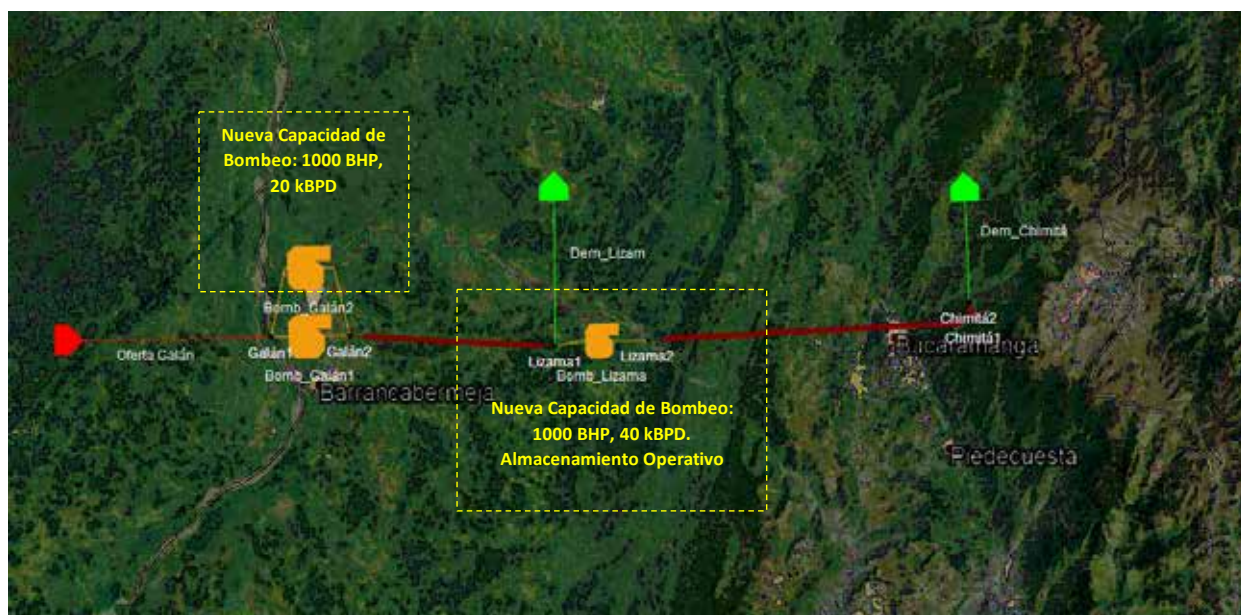 Nueva Capacidad de
Bombeo: 1000 BHP,
20 kBPD
Dem_Lizam
Dem_Chimitá
Bomb_Galán2
Oferta Galán
Galán1
Galán2
Bomb_Galán1
Barrancabermeja
Lizama1
Lizama2
Bomb_Lizama
Chimitá2
Chimitá1
Bucaramanga
Nueva Capacidad de Bombeo:
1000 BHP, 40 kBPD.
Almacenamiento Operativo
Piedecuesta